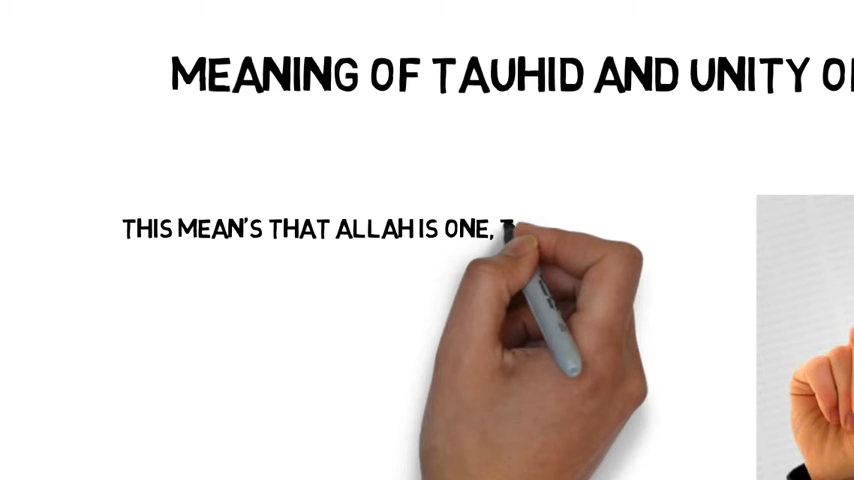 MEANING OF TAUHID AND UNITY
THIS MEAN'S THAT ALLAH IS ONE,